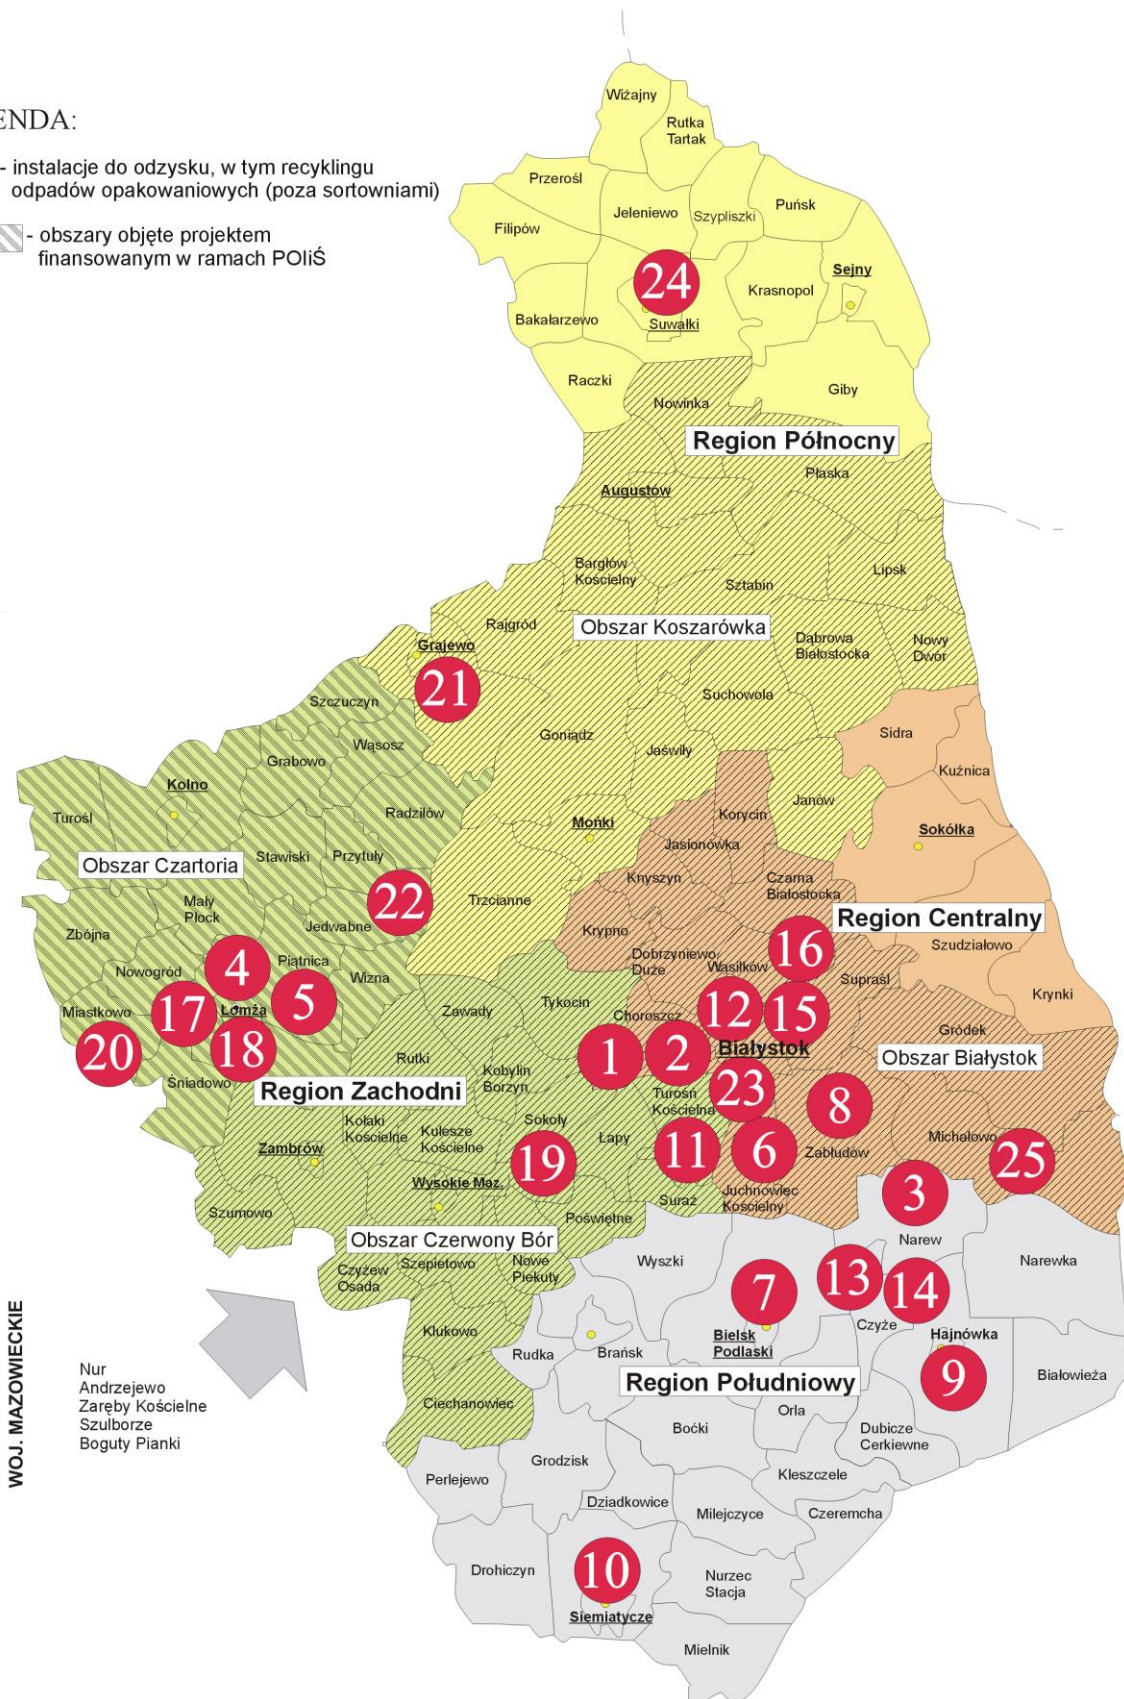 ENDA:
- instalacje do odzysku, w tym recyklingu
odpadów opakowaniowych (poza sortowniami)
- obszary objęte projektem
finansowanym w ramach POIiŚ
Wiżajny
Rutka
Tartak
Przerośl
Jeleniewo
Szypliszki
Puńsk
Filipów
Sejny
24
Krasnopol
Bakałarzewo
Suwałki
Raczki
Giby
Nowinka
Region Północny
Płaska
Augustów
Bargłów
Kościelny
Sztabin
Lipsk
Rajgród
Obszar Koszarówka
Dąbrowa
Białostocka
Nowy
Dwór
Grajewo
21
Szczuczyn
Suchowola
Wąsosz
Goniądz
Jaświły
Sidra
Grabowo
Kuźnica
Kolno
Turośl
Radziłów
Janów
Korycin
Mońki
Sokółka
Jasionówka
Stawiski
Przytuły
Obszar Czartoria
Knyszyn
Czarna
Białostocka
Mały
Płock
22
Trzcianne
Region Centralny
Zbójna
Jedwabne
Krypno
16
Szudziałowo
Dobrzyniewo
Duże
Wasilków
Supraśl
Nowogród
4
Piątnica
Wizna
Krynki
Miastkowo
17
Łomża
5
Zawady
Tykocin
Choroszcz
12
15
Gródek
20
18
Rutki
1
2
Białystok
Obszar Białystok
Śniadowo
Region Zachodni
Kobylin
Borzyn
Turośń
Kościelna
23
8
Kołaki
Kościelne
Kulesze
Kościelne
Sokoły
Łapy
Michałowo
Zambrów
19
11
6
Zabłudów
25
Wysokie Maz.
Suraż
Juchnowiec
Kościelny
3
Szumowo
Poświętne
Obszar Czerwony Bór
Narew
Szepietowo
Nowe
Piekuty
Wyszki
Narewka
Czyżew
Osada
7
13
14
Klukowo
Czyże
Hajnówka
Bielsk
Podlaski
WOJ. MAZOWIECKIE
Nur
Andrzejewo
Zaręby Kościelne
Szulborze
Boguty Pianki
Rudka
Brańsk
Białowieża
Region Południowy
9
Ciechanowiec
Orla
Boćki
Dubicze
Cerkiewne
Grodzisk
Perlejewo
Kleszczele
Dziadkowice
Milejczyce
Czeremcha
Drohiczyn
10
Nurzec
Stacja
Siemiatycze
Mielnik